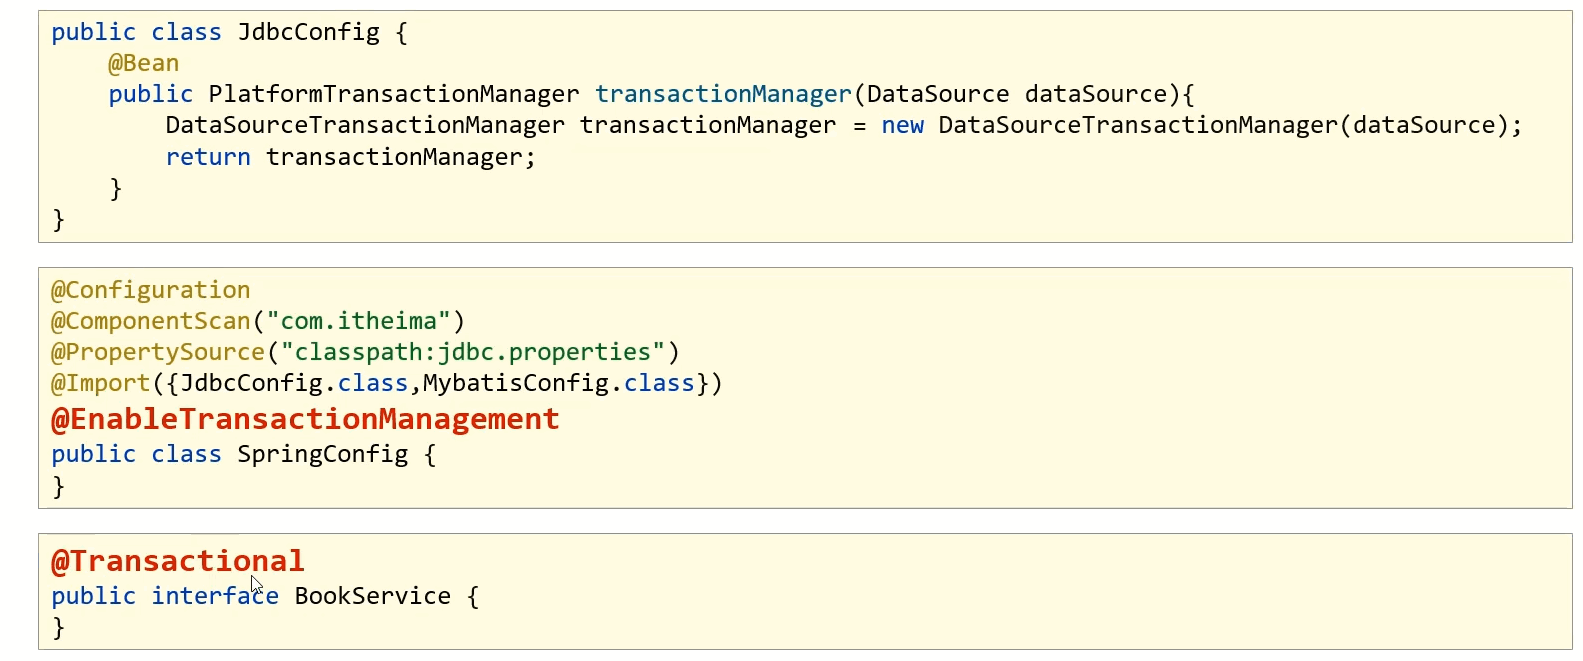 public class JdbcConfig {
    @Bean
    public PlatformTransactionManager transactionManager(DataSource dataSource){
        DataSourceTransactionManager transactionManager = new DataSourceTransactionManager(dataSource);
        return transactionManager;
    }
}
@Configuration
@ComponentScan("com.itheima")
@PropertySource("classpath:jdbc.properties")
@Import({JdbcConfig.class,MybatisConfig.class})
@EnableTransactionManagement
public class SpringConfig {
}
@Transactional
public interface BookService {
}